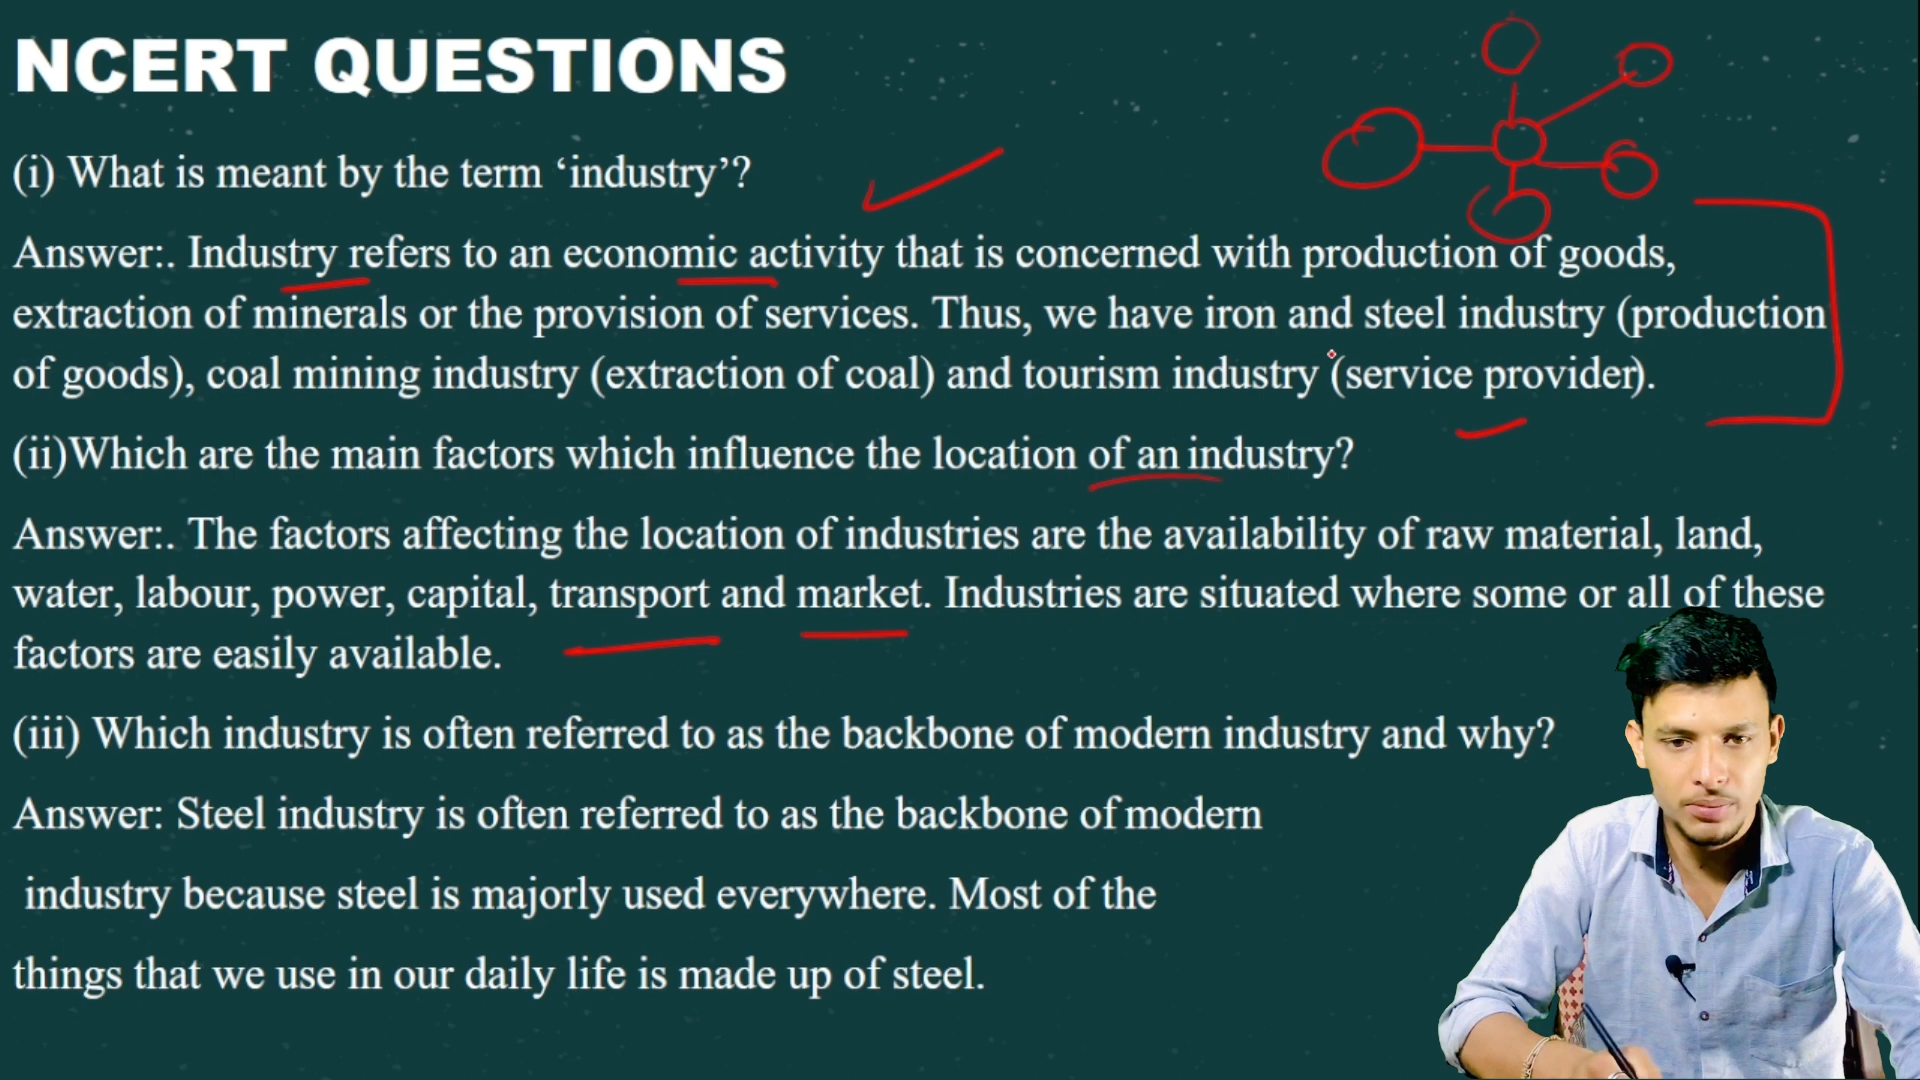 NCERT QUESTIONS
(i) What is meant by the term ‘industry’?
Answer:. Industry refers to an economic activity that is concerned with production of goods,
extraction of minerals or the provision of services. Thus, we have iron and steel industry (production
of goods), coal mining industry (extraction of coal) and tourism industry (service provider).
(ii)Which are the main factors which influence the location of an industry?
Answer:. The factors affecting the location of industries are the availability of raw material, land,
water, labour, power, capital, transport and market. Industries are situated where some or all of these
factors are easily available.
(iii) Which industry is often referred to as the backbone of modern industry and why?
Answer: Steel industry is often referred to as the backbone of modern
industry because steel is majorly used everywhere. Most of the
things that we use in our daily life is made up of steel.